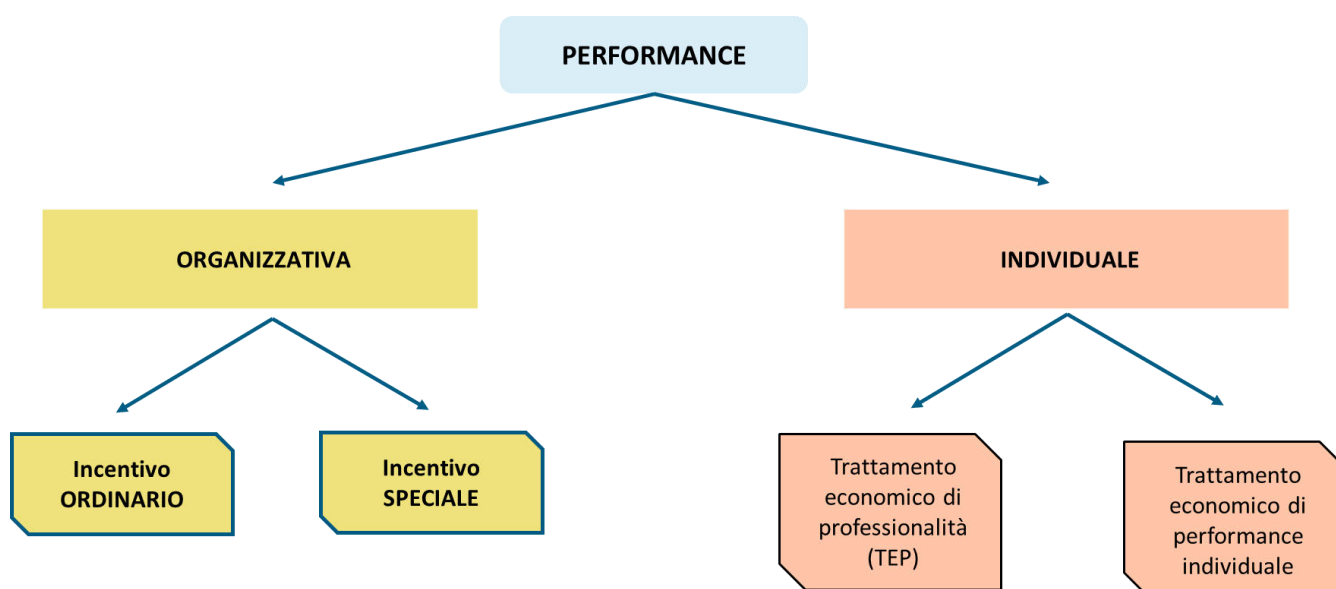 PERFORMANCE
ORGANIZZATIVA
INDIVIDUALE
Incentivo
ORDINARIO
Incentivo
SPECIALE
Trattamento
economico di
professionalità
(TEP)
Trattamento
economico di
performance
individuale